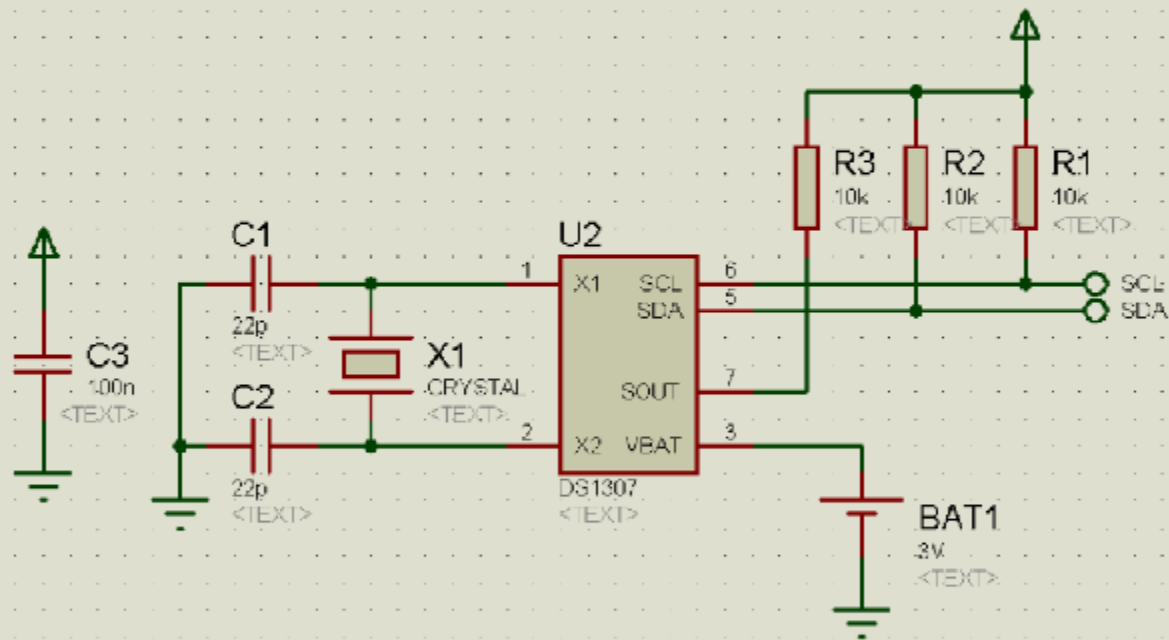 R3
10k
<TEXT>
R2
10k
<TEXT>
R1
10k
<TEXT>
C1
22p
<TEXT>
U2
1
X1
SCL
6
SCL
SDA
5
SDA
C3
100n
<TEXT>
X1
CRYSTAL
<TEXT>
C2
22p
<TEXT>
SOUT
7
2
X2
VBAT
3
DS1307
<TEXT>
BAT1
3V
<TEXT>